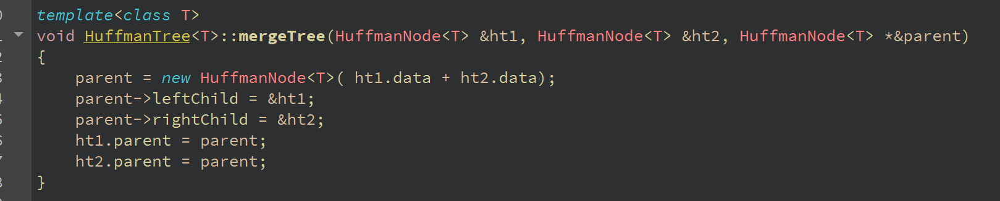 template<class T>
void HuffmanTree<T>::mergeTree(HuffmanNode<T> &ht1, HuffmanNode<T> &ht2, HuffmanNode<T> *&parent)
{
    parent = new HuffmanNode<T>( ht1.data + ht2.data);
    parent->leftChild = &ht1;
    parent->rightChild = &ht2;
    ht1.parent = parent;
    ht2.parent = parent;
}